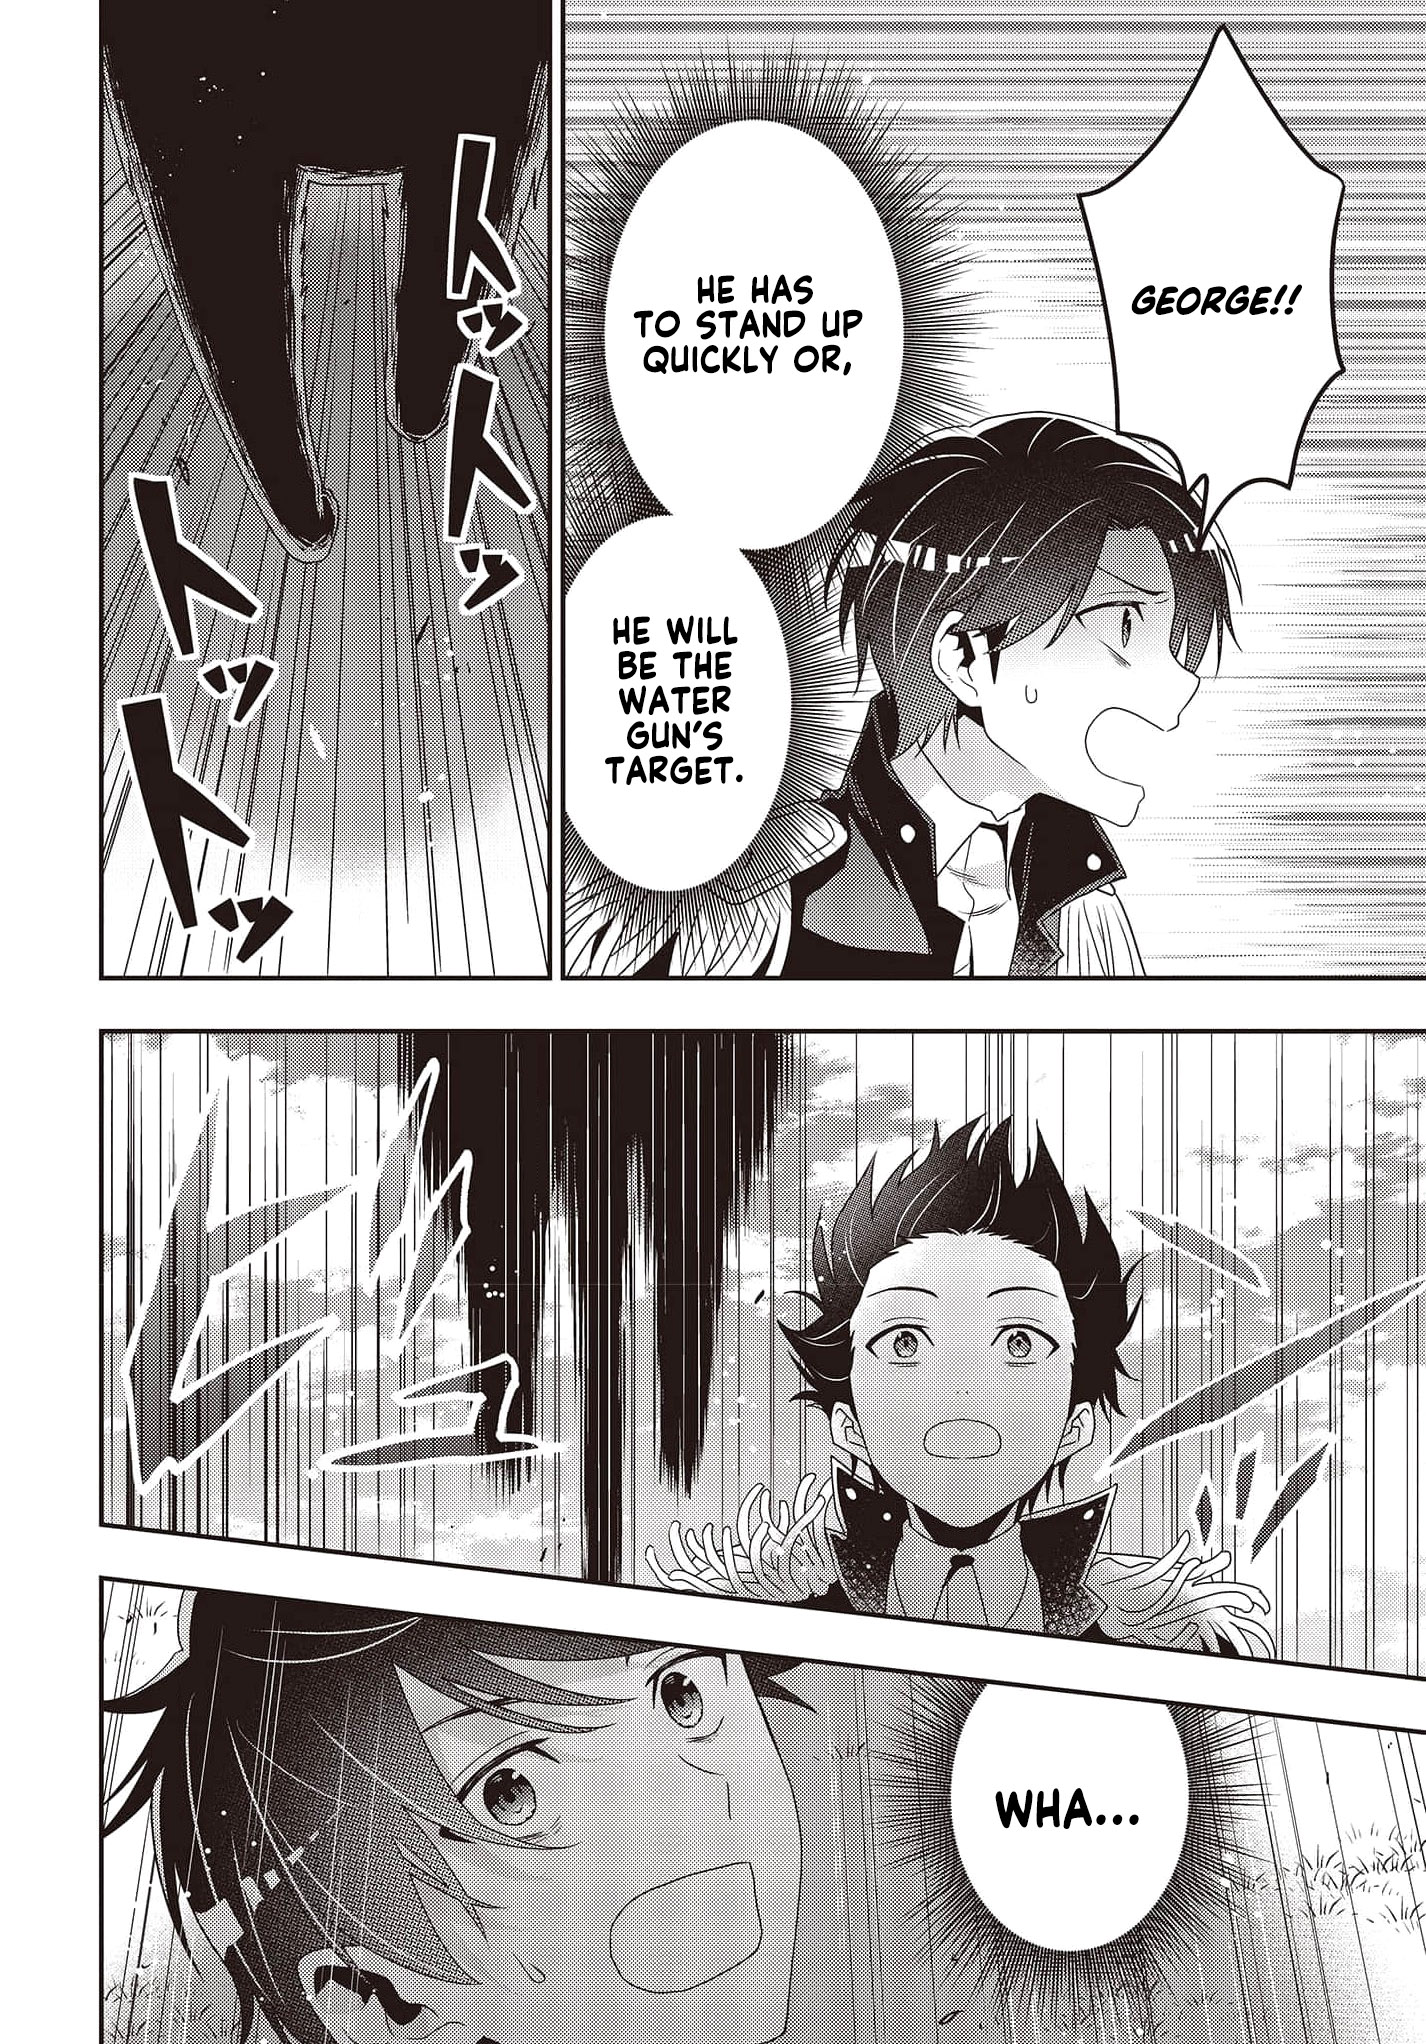 GEORGE!!
HE HAS
TO STAND UP
QUICKLY OR,
HE WILL
BE THE
WATER
GUN'S
TARGET.
トッ
トッ
トッ
トッ
WHA...